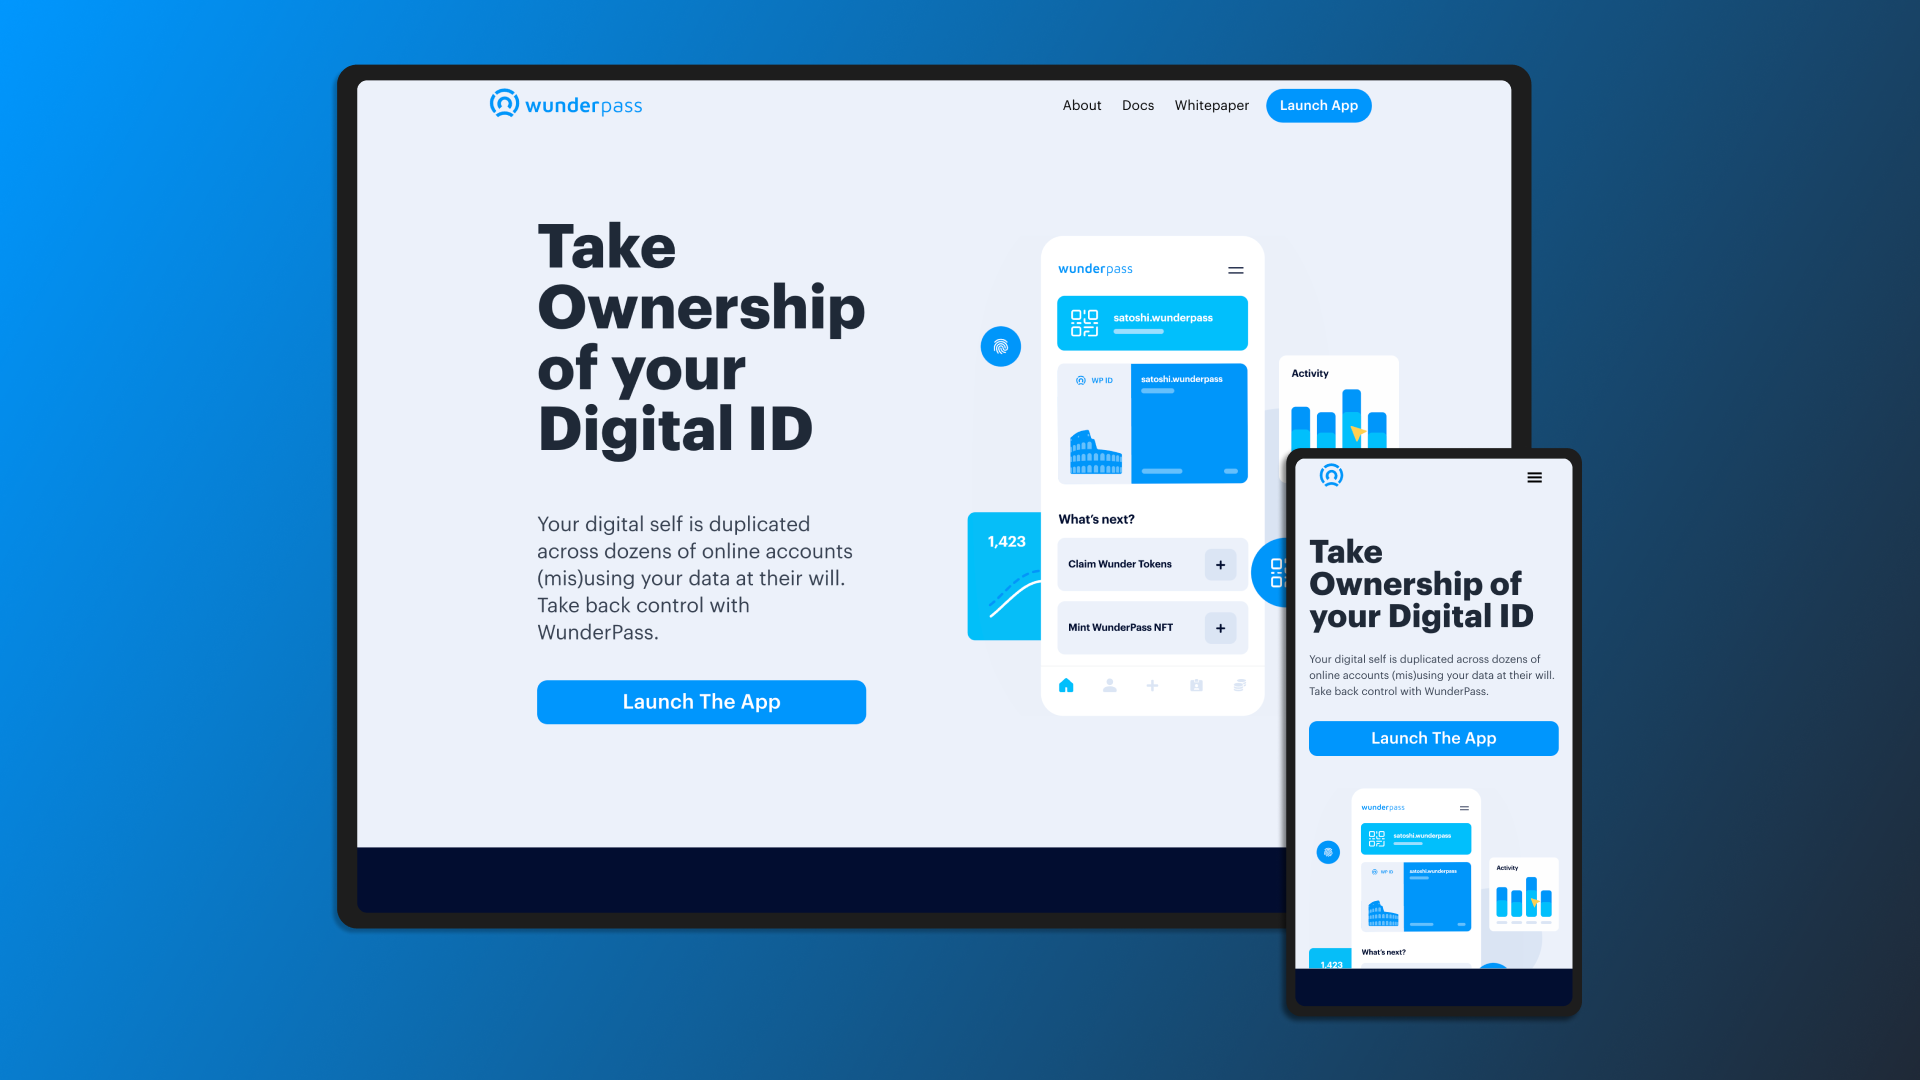 wunderpass
About Docs Whitepaper Launch App
Take
Ownership
of your
Digital ID
Your digital self is duplicated
across dozens of online accounts
(mis)using your data at their will.
Take back control with
WunderPass.
Launch The App
wunderpass
satoshi.wunderpass
WP ID
satoshi.wunderpass
Activity
1,423
What's next?
Claim Wunder Tokens
+
Mint WunderPass NFT
+
Take
Ownership of
your Digital ID
Your digital self is duplicated across dozens of
online accounts (mis)using your data at their will.
Take back control with WunderPass.
Launch The App
wunderpass
satoshi.wunderpass
WP ID
satoshi.wunderpass
Activity
What's next?
1,423